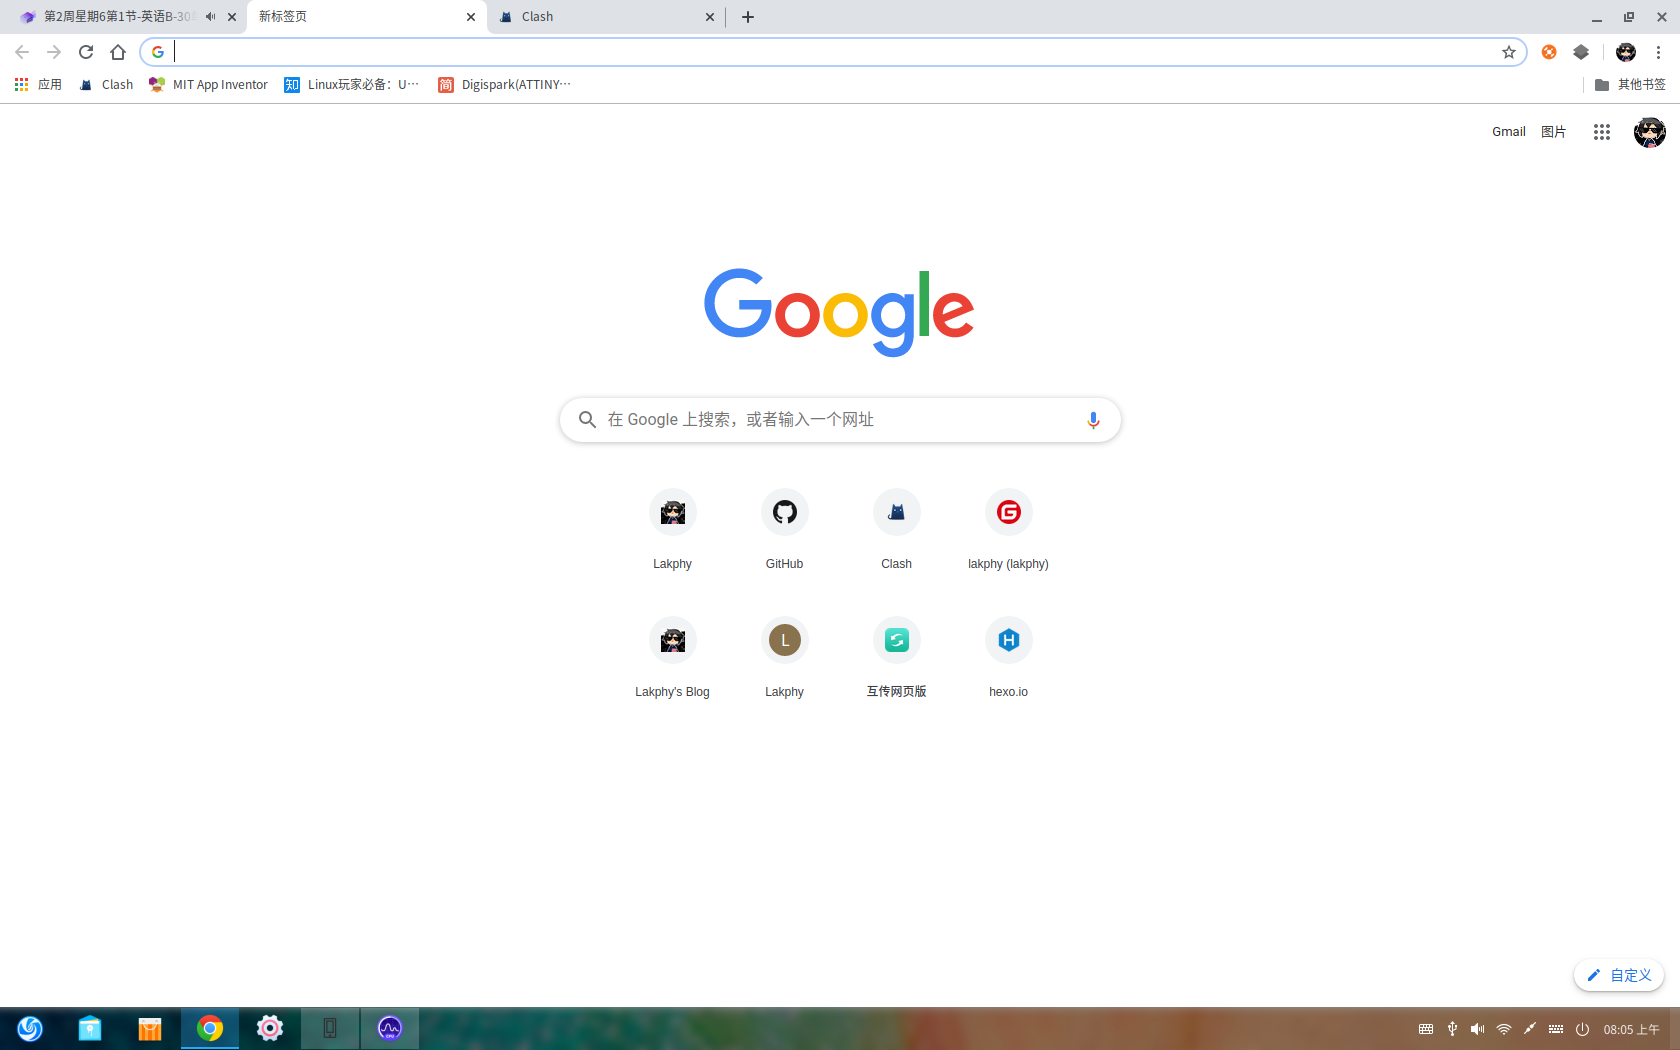 第2周星期6第1节-英语B-30
新标签页
Clash
应用
Clash
MIT App Inventor
Linux玩家必备：U…
Digispark(ATTINY…
其他书签
Gmail
图片
Google
在 Google 上搜索，或者输入一个网址
Lakphy
GitHub
Clash
lakphy (lakphy)
L
Lakphy's Blog
Lakphy
互传网页版
hexo.io
自定义
08:05 上午